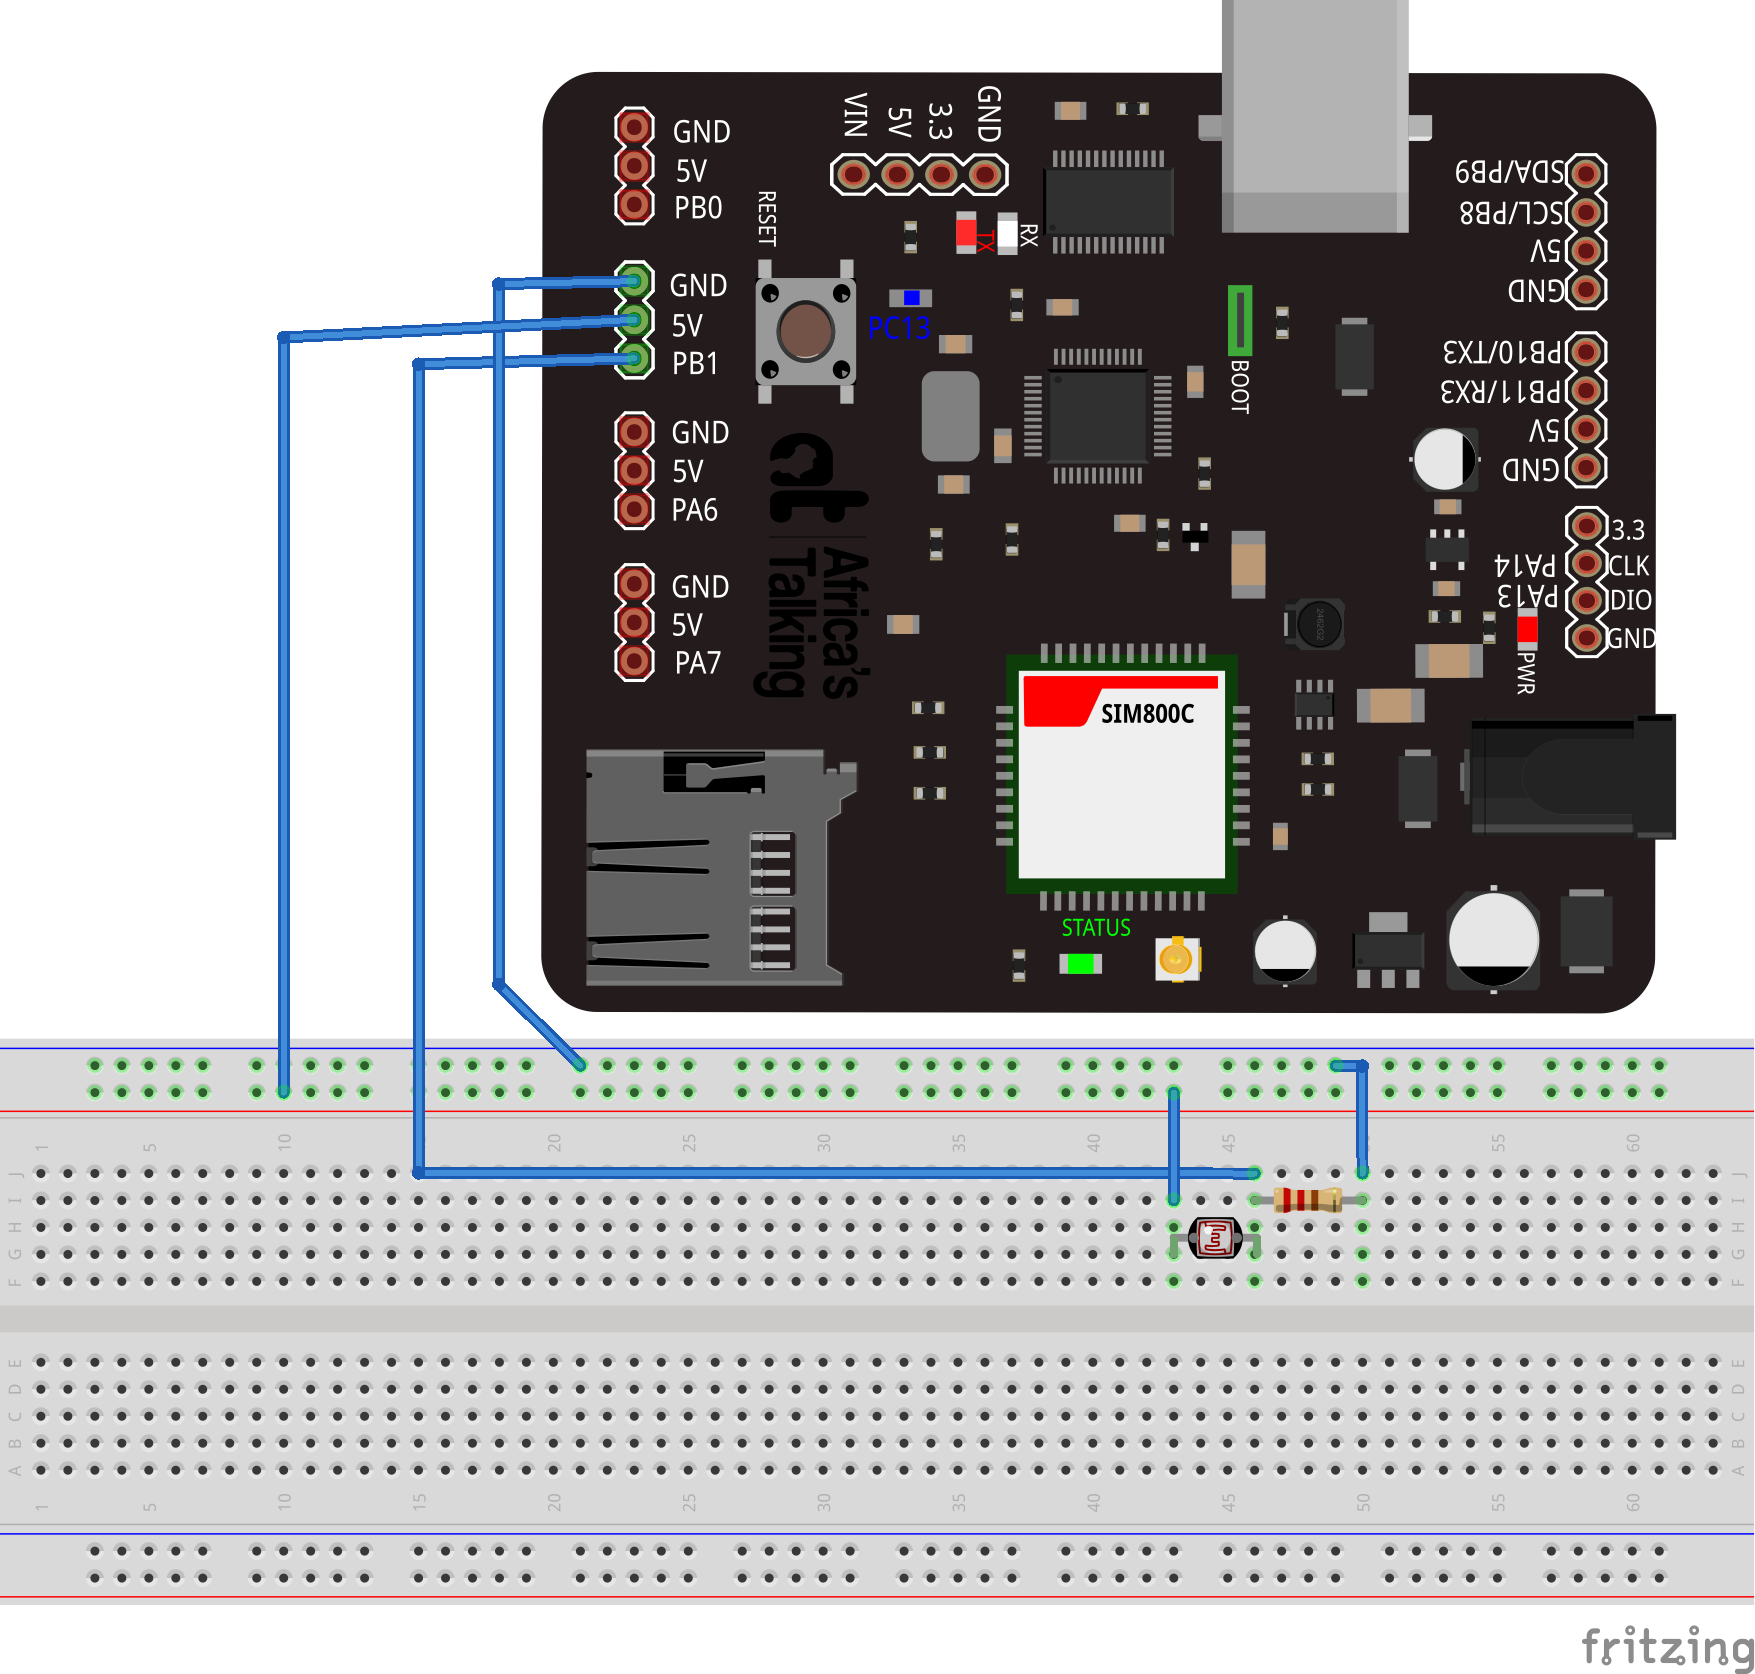 VIN
5V
3.3
GND
GND
5V
PB0
RESET
TX
RX
GND
5V
PB1
PC13
BOOT
GND
5V
PA6
GND
5V
PA7
Africa's
Talking
SDA/PB9
SCL/PB8
5V
GND
PB10/TX3
PB11/RX3
5V
GND
3.3
PA14
CLK
PA13
DIO
GND
PWR
2462G2
SIM800C
STATUS
1
5
10
20
25
30
35
40
45
55
60
J
J
I
I
H
H
G
G
F
F
E
E
D
D
C
C
B
B
A
A
1
5
10
15
20
25
30
35
40
45
50
55
60
fritzing